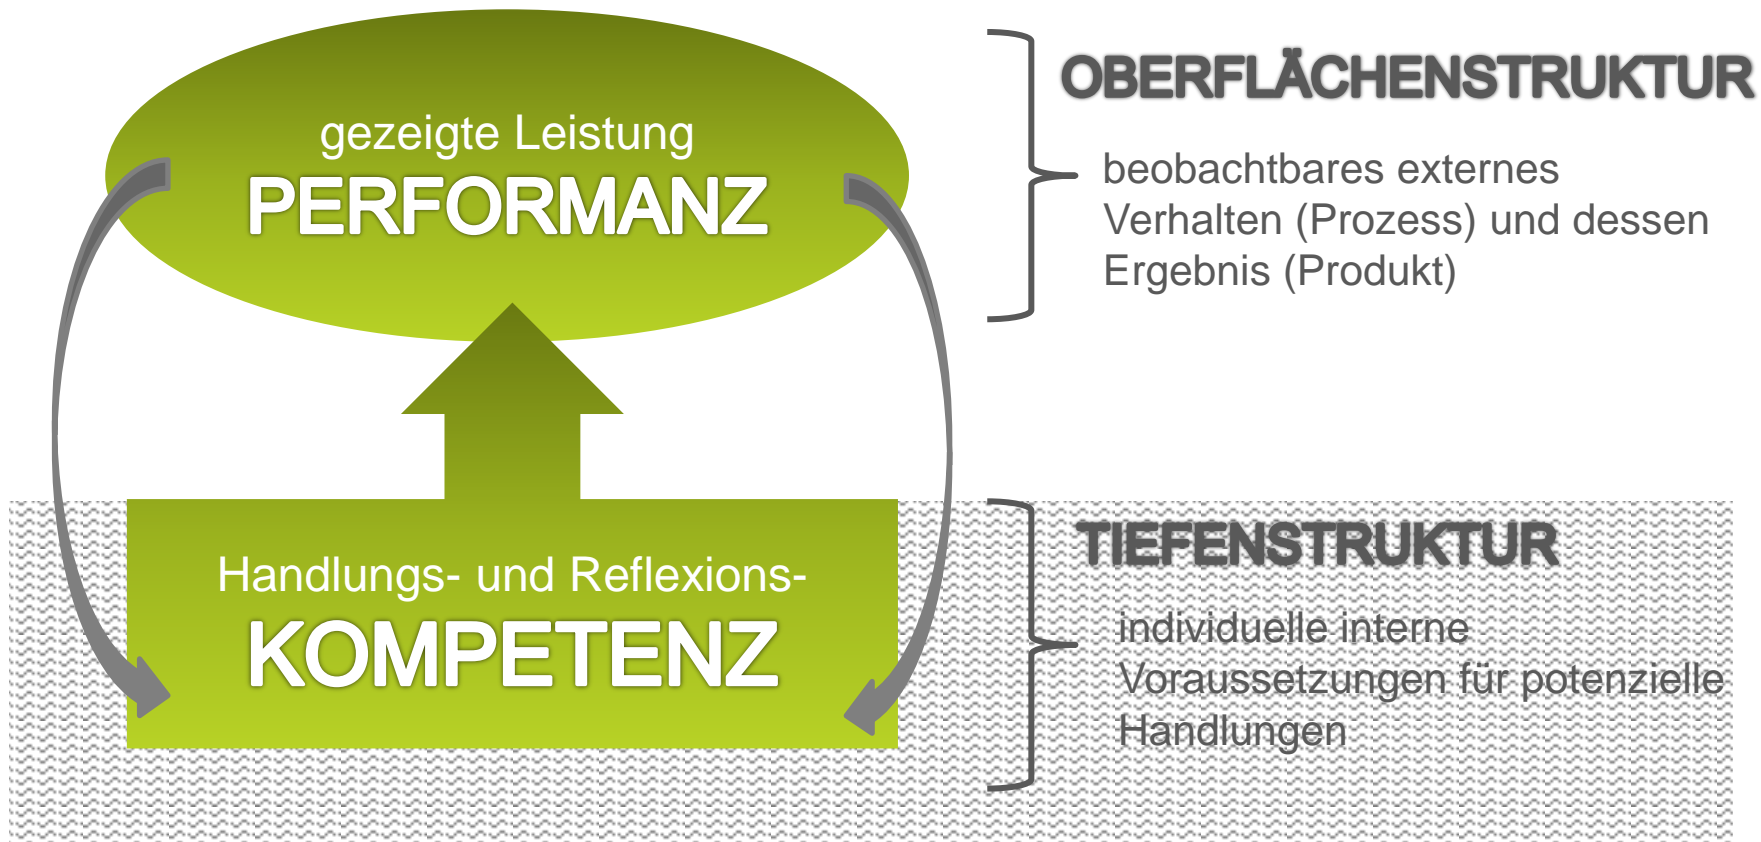 gezeigte Leistung
PERFORMANZ
OBERFLÄCHENSTRUKTUR
beobachtbares externes
Verhalten (Prozess) und dessen
Ergebnis (Produkt)
Handlungs- und Reflexions-
KOMPETENZ
TIEFENSTRUKTUR
individuelle interne
Voraussetzungen für potenzielle
Handlungen